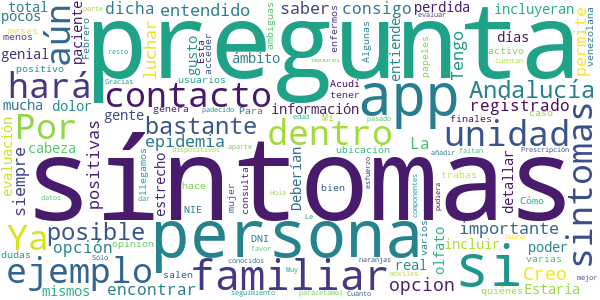 total
pocos
menos
genial
aún
dicha
entendido
saber
consigo
perdida
incluyeran
meses
parte
Febrero
paciente
luchar
gusto
ámbito
Esta
acceder
entiendo
Tengo
Algunas
papeles
días
activo
cuentan
ambiguas
enfermos
evaluar
permite
venezolana
resto
positivo
Gracias
usuarios
pregunta
hará
contacto
app
Andalucía
mucha
dolor
genera
Para
padecido
información
Acudí
tener
Mi
finales
registrado
caso
evaluación
Por
gente
bastante
dentro
unidad
cabeza
epidemia
edad
pasado
La
añadir
faltan
Prescripción
siempre
positivas
estrecho
llegamos
dispositivos
aparte
ubicación
Deberían
trabas
detallar
Cómo
síntomas
síntomas
datos
hace
mujer
dar
consulta
Hola
bien
esfuerzo
componentes
pudiera
Ya
posible
persona
si
importante
NIE
DNI
olfato
varios
incluir
poder
dudas
opción
opinion
real
varias
ejemplo
familiar
opcion
Creo
mismos
encontrar
Sólo
salen
favor
conocidos
Muy
Le
naranjas
moviles
seguimiento
paracetamol
Cuánto
quiénes
Estaria
mejor